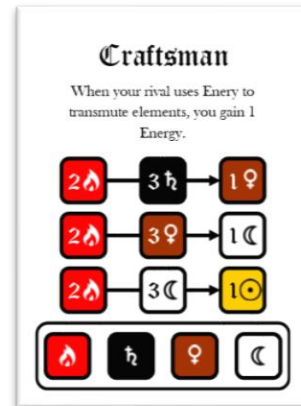 Craftsman
When your rival uses Enery to
transmute elements, you gain 1
Energy.
2🔥 3♄ 1♀
2🔥 3♀ 1☾
2🔥 3☾ 1☉
🔥 ♄ ♀ ☾